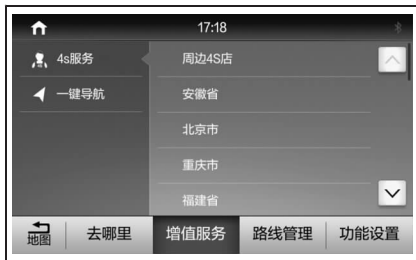 17:18
4s服务
一键导航
周边4S店
安徽省
北京市
重庆市
福建省
地图
去哪里
增值服务
路线管理
功能设置